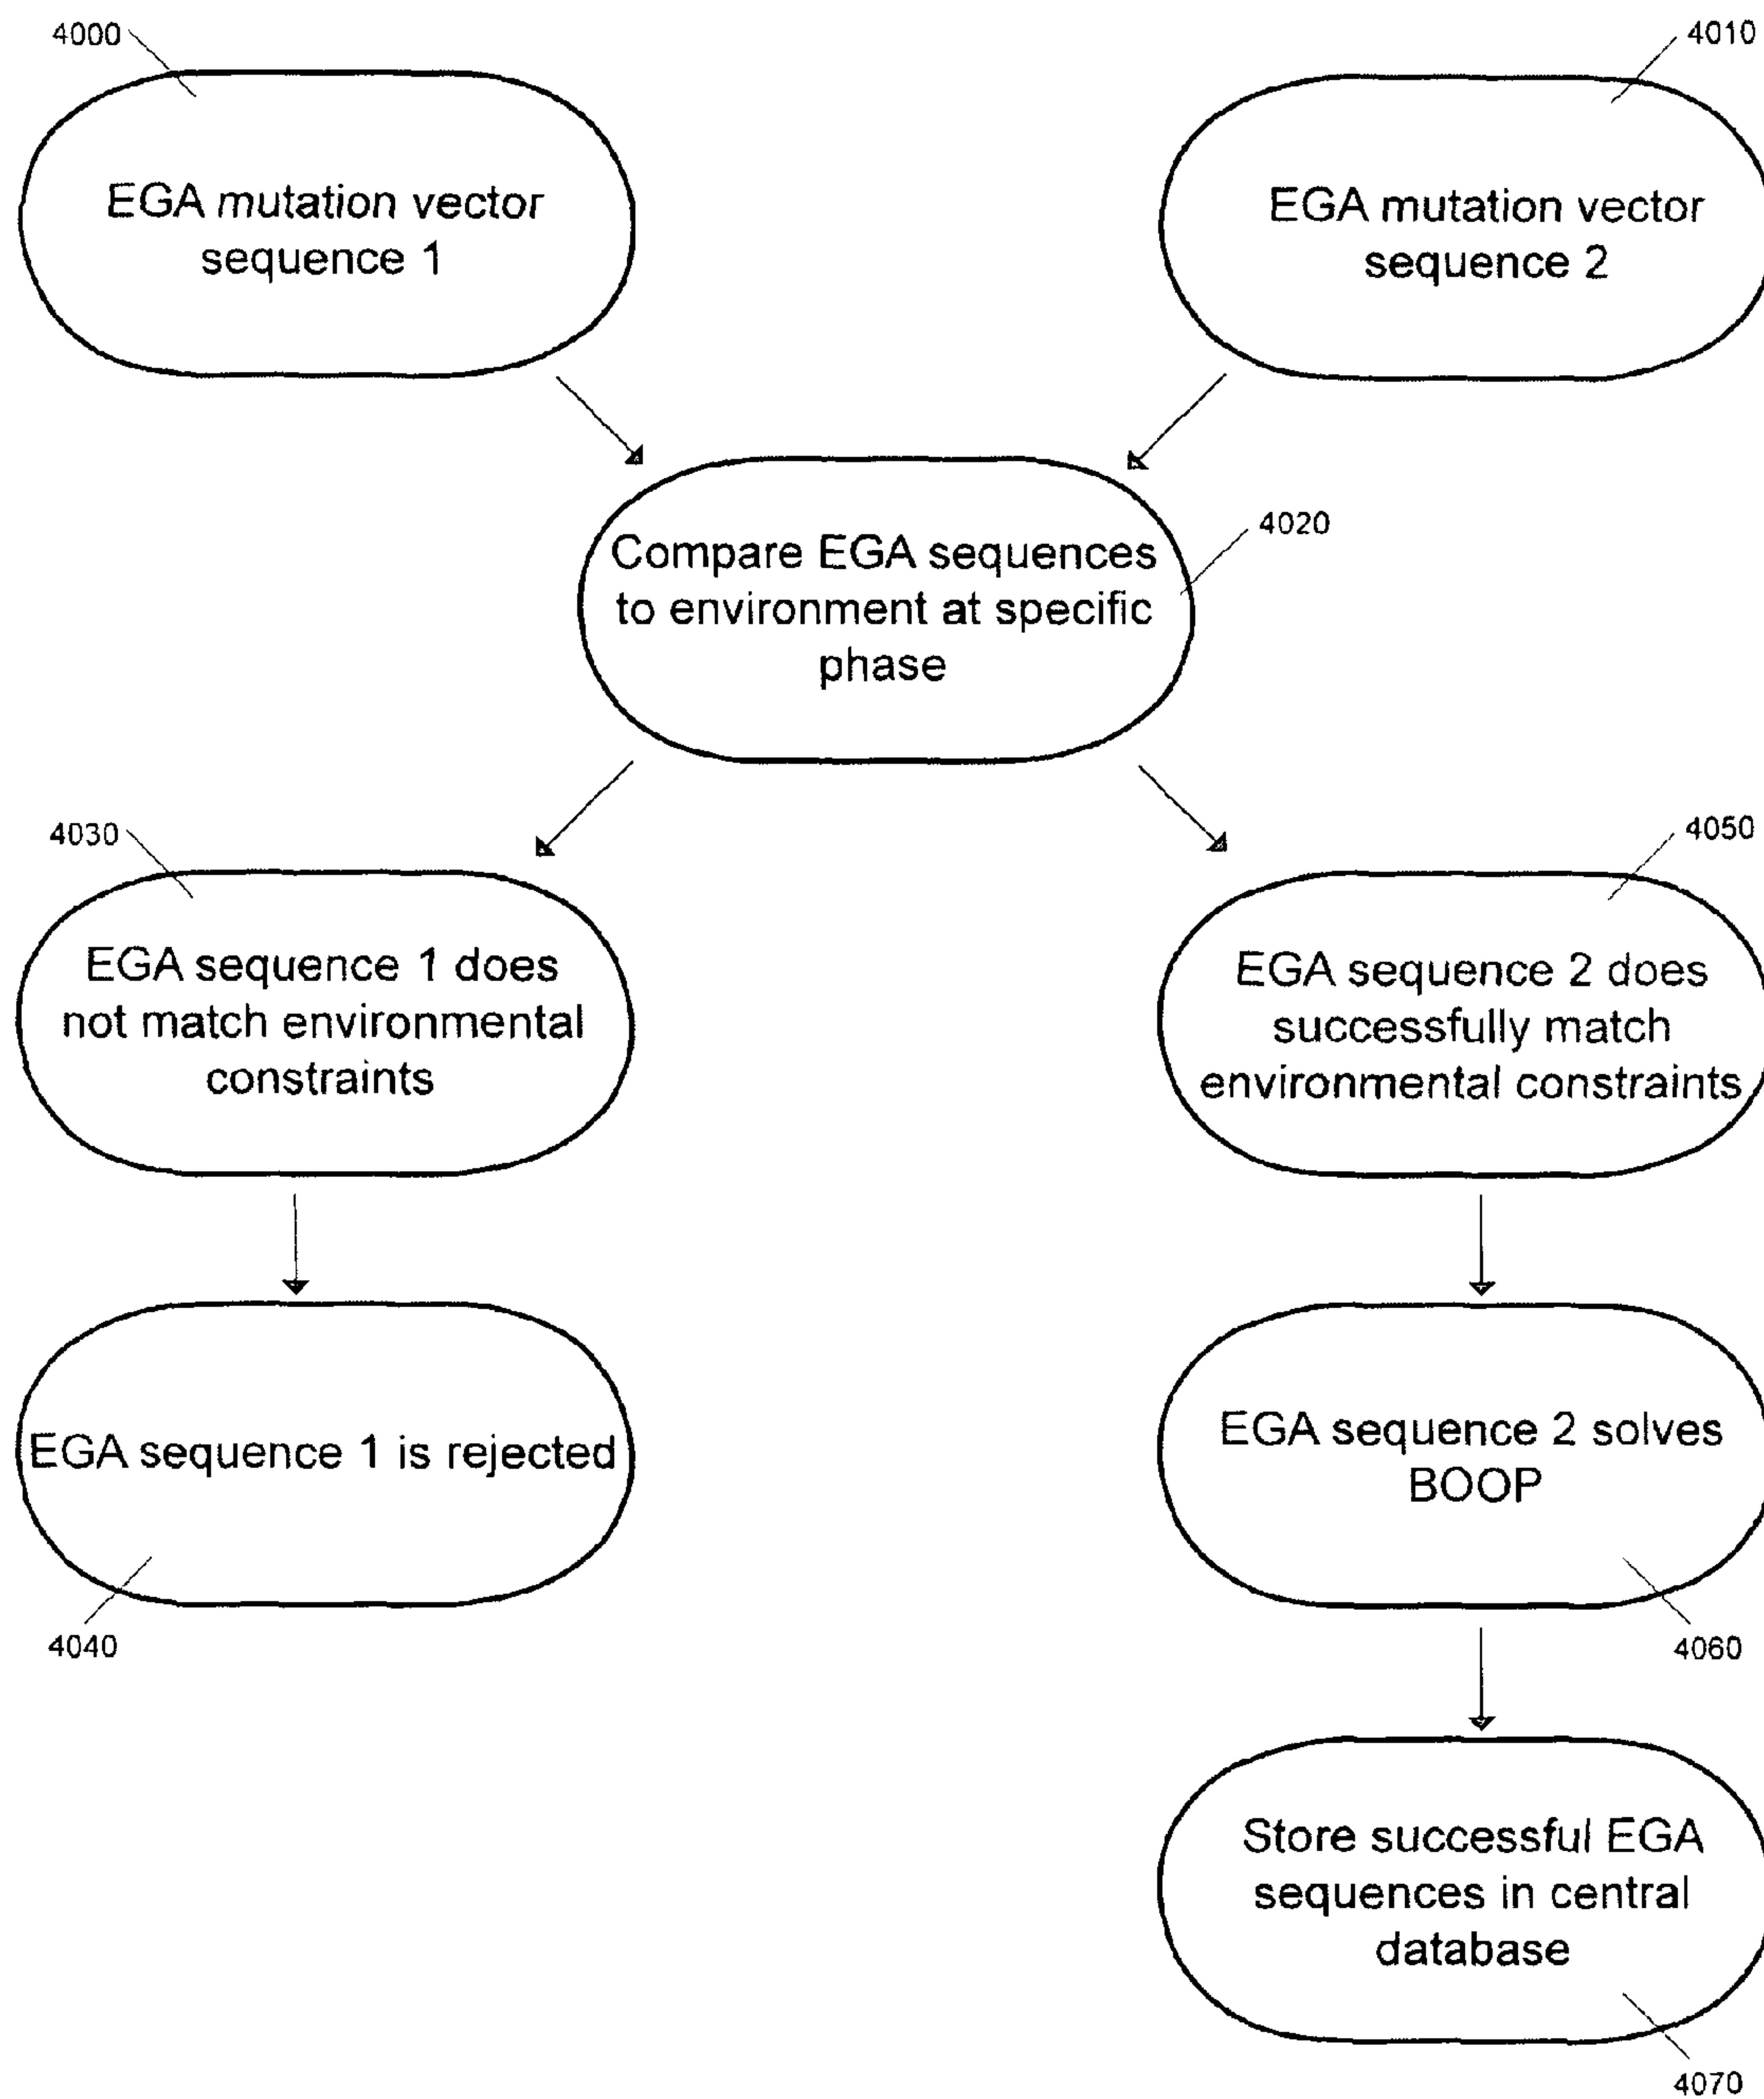 4000
4010
EGA mutation vector
sequence 1
EGA mutation vector
sequence 2
4020
Compare EGA sequences
to environment at specific
phase
4030
4050
EGA sequence 1 does
not match environmental
constraints
EGA sequence 2 does
successfully match
environmental constraints
EGA sequence 1 is rejected
EGA sequence 2 solves
BOOP
4040
4060
Store successful EGA
sequences in central
database
4070